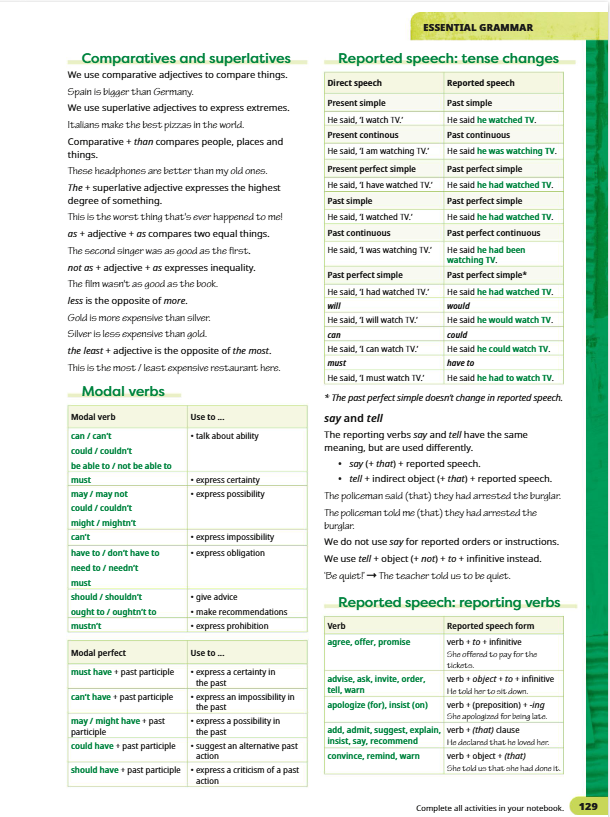 ESSENTIAL GRAMMAR
Comparatives and superlatives
We use comparative adjectives to compare things.
Spain is bigger than Germany.
We use superlative adjectives to express extremes.
Italians make the best pizzas in the world.
Comparative + than compares people, places and
things.
These headphones are better than my old ones.
The + superlative adjective expresses the highest
degree of something.
This is the worst thing that's ever happened to me!
as + adjective + as compares two equal things.
The second singer was as good as the first.
not as + adjective + as expresses inequality.
The film wasn't as good as the book.
less is the opposite of more.
Gold is more expensive than silver.
Silver is less expensive than gold.
the least + adjective is the opposite of the most.
This is the most / least expensive restaurant here.
Modal verbs
Modal verb Use to ...
can / can't • talk about ability
could / couldn't
be able to / not be able to
must • express certainty
may / may not • express possibility
could / couldn't
might / mightn't
can't • express impossibility
have to / don't have to • express obligation
need to / needn't
must
should / shouldn't • give advice
ought to / oughtn't to • make recommendations
mustn't • express prohibition
Modal perfect Use to ...
must have + past participle • express a certainty in
the past
can't have + past participle • express an impossibility in
the past
may / might have + past • express a possibility in
participle the past
could have + past participle • suggest an alternative past
action
should have + past participle • express a criticism of a past
action
Reported speech: tense changes
Direct speech Reported speech
Present simple Past simple
He said, 'I watch TV.' He said he watched TV.
Present continous Past continuous
He said, 'I am watching TV.' He said he was watching TV.
Present perfect simple Past perfect simple
He said, 'I have watched TV.' He said he had watched TV.
Past simple Past perfect simple
He said, 'I watched TV.' He said he had watched TV.
Past continuous Past perfect continuous
He said, 'I was watching TV.' He said he had been
watching TV.
Past perfect simple Past perfect simple*
He said, 'I had watched TV.' He said he had watched TV.
will would
He said, 'I will watch TV.' He said he would watch TV.
can could
He said, 'I can watch TV.' He said he could watch TV.
must have to
He said, 'I must watch TV.' He said he had to watch TV.
* The past perfect simple doesn't change in reported speech.
say and tell
The reporting verbs say and tell have the same
meaning, but are used differently.
• say (+ that) + reported speech.
• tell + indirect object (+ that) + reported speech.
The policeman said (that) they had arrested the burglar.
The policeman told me (that) they had arrested the
burglar.
We do not use say for reported orders or instructions.
We use tell + object (+ not) + to + infinitive instead.
'Be quiet!' → The teacher told us to be quiet.
Reported speech: reporting verbs
Verb Reported speech form
agree, offer, promise verb + to + infinitive
She offered to pay for the
tickets.
advise, ask, invite, order, verb + object + to + infinitive
tell, warn He told her to sit down.
apologize (for), insist (on) verb + (preposition) + -ing
She apologized for being late.
add, admit, suggest, explain, verb + (that) clause
insist, say, recommend He declared that he loved her.
convince, remind, warn verb + object + (that)
She told us that she had done it.
Complete all activities in your notebook. 129